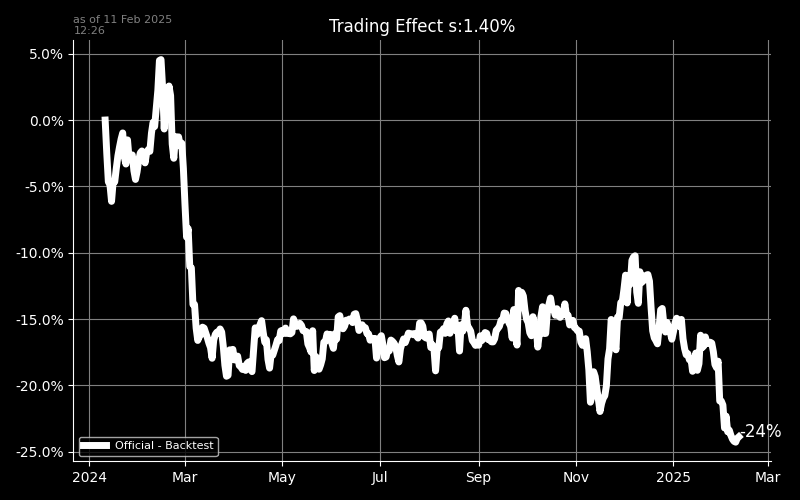 as of 11 Feb 2025
12:26
Trading Effect s:1.40%
5.0%
0.0%
-5.0%
-10.0%
-15.0%
-20.0%
-25.0%
-24%
Official - Backtest
2024
Mar
May
Jul
Sep
Nov
2025
Mar